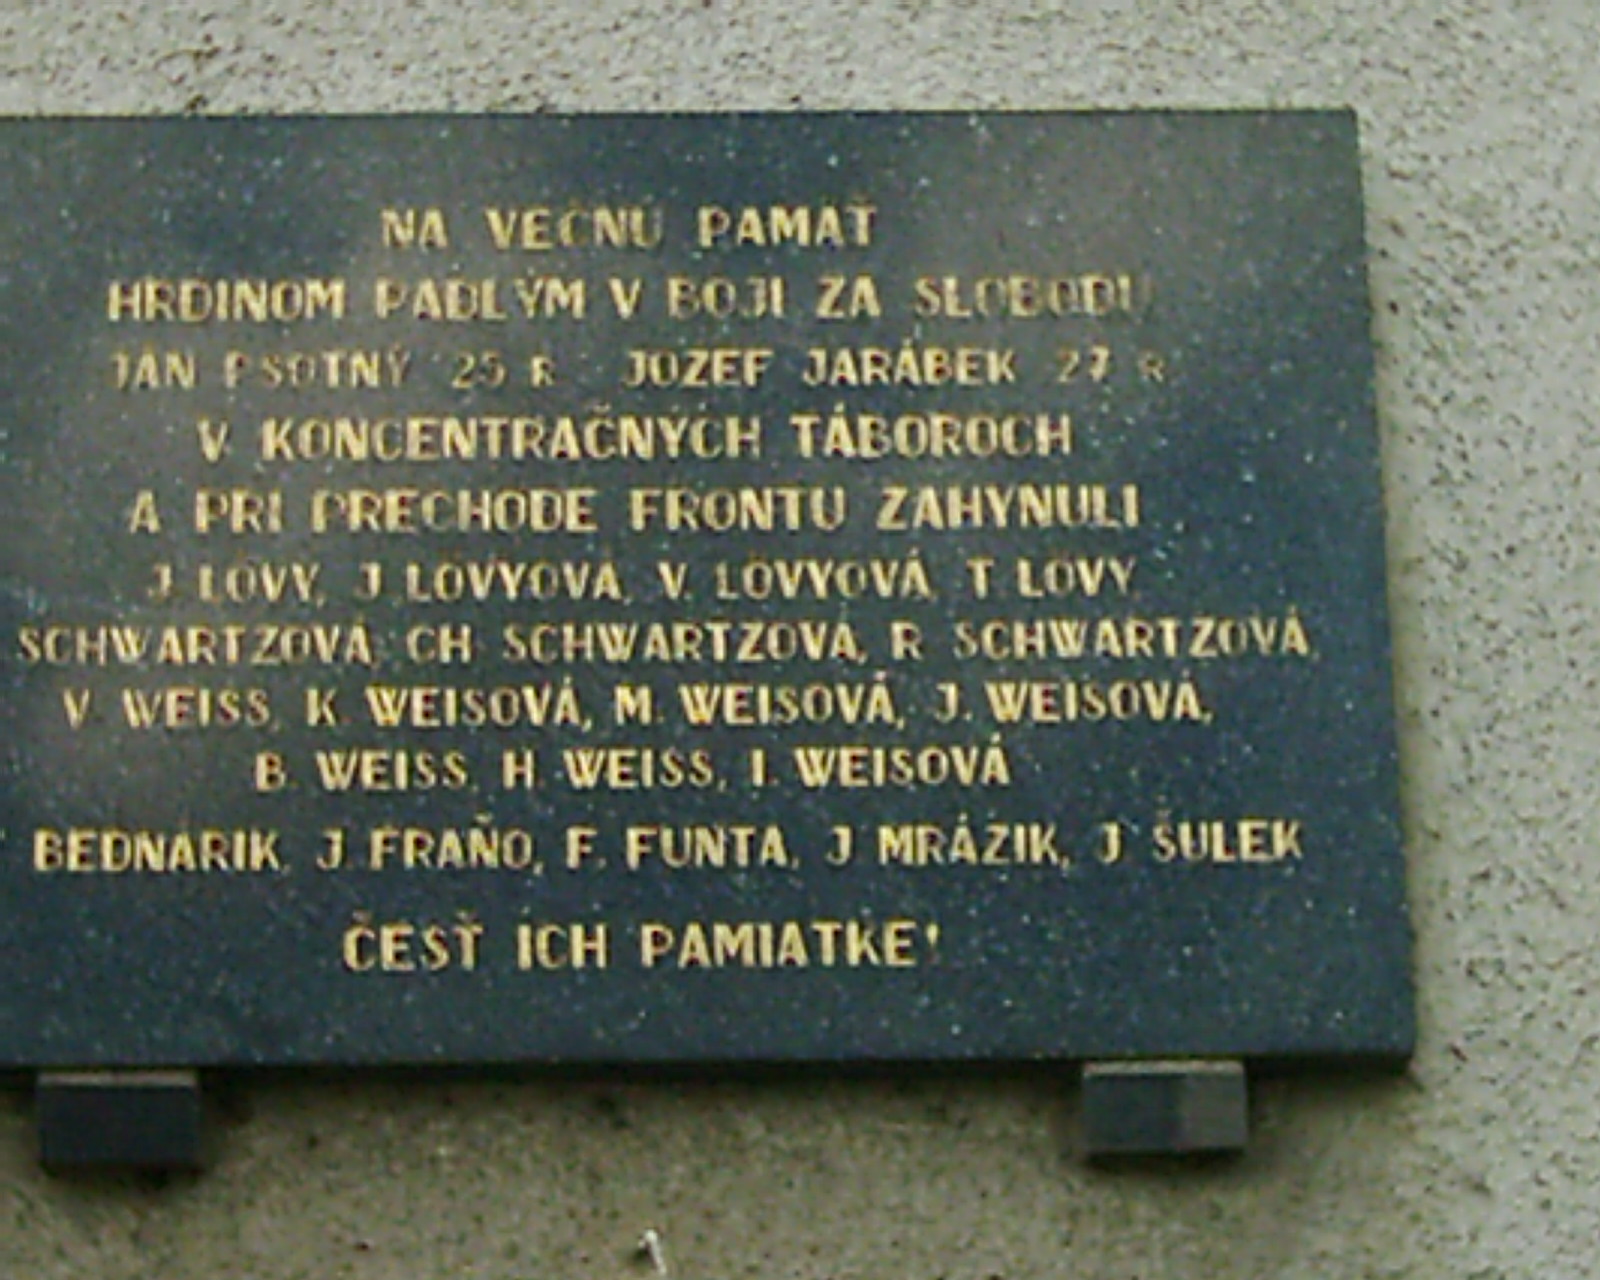 NA VEČNÚ PAMAŤ
HRDINOM PADLÝM V BOJI ZA SLOBODU
JÁN PSOTNÝ 25 R. JOZEF JARÁBEK 27 R.
V KONCENTRAČNÝCH TÁBOROCH
A PRI PRECHODE FRONTU ZAHYNULI
J. LÖVY, J. LÖVYOVÁ, V. LÖVYOVÁ, T. LÖVY,
SCHWARTZOVÁ, CH. SCHWARTZOVÁ, R. SCHWARTZOVÁ,
V. WEISS, K. WEISOVÁ, M. WEISOVÁ, J. WEISOVÁ,
B. WEISS, H. WEISS, I. WEISOVÁ
BEDNÁRIK, J. FRAŇO, F. FUNTA, J. MRÁZIK, J. ŠULEK
ČESŤ ICH PAMIATKE!